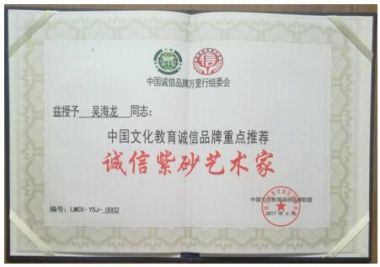 中国诚信品牌万里行组委会
兹授予 吴海龙 同志:
中国文化教育诚信品牌重点推荐
诚信紫砂艺术家
编号: LMCX-YSJ-0002